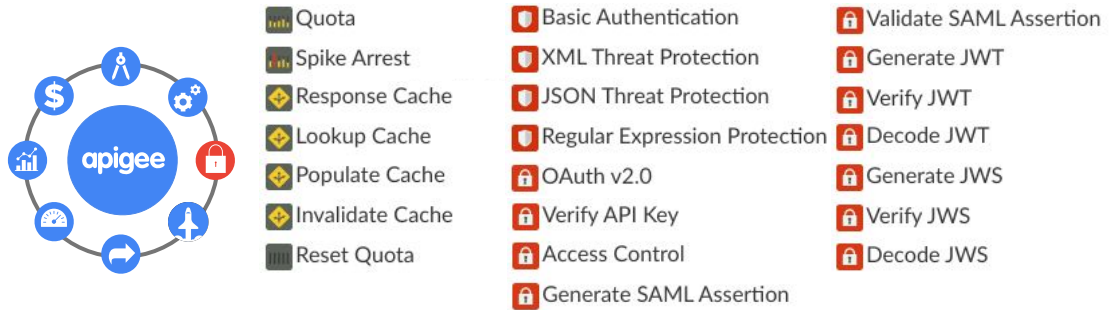 apigee
Quota
Spike Arrest
Response Cache
Lookup Cache
Populate Cache
Invalidate Cache
Reset Quota
Basic Authentication
XML Threat Protection
JSON Threat Protection
Regular Expression Protection
OAuth v2.0
Verify API Key
Access Control
Generate SAML Assertion
Validate SAML Assertion
Generate JWT
Verify JWT
Decode JWT
Generate JWS
Verify JWS
Decode JWS